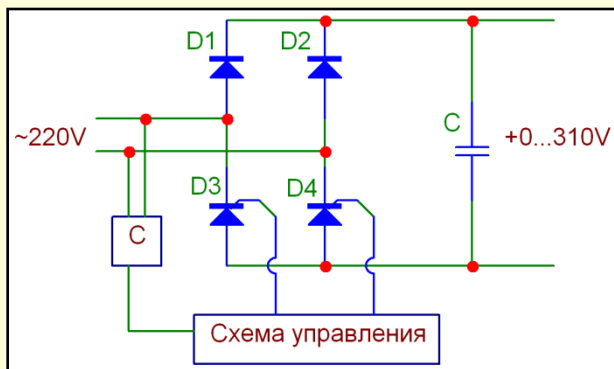 D1
D2
~220V
C
+0...310V
D3
D4
C
Схема управления